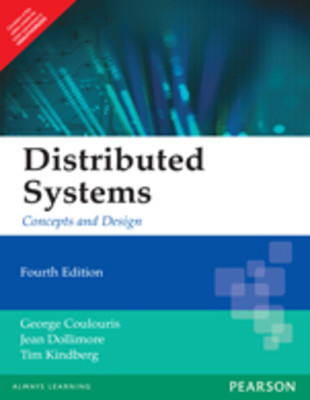 Distributed
Systems
Concepts and Design
Fourth Edition
George Coulouris
Jean Dollimore
Tim Kindberg
ALWAYS LEARNING
PEARSON